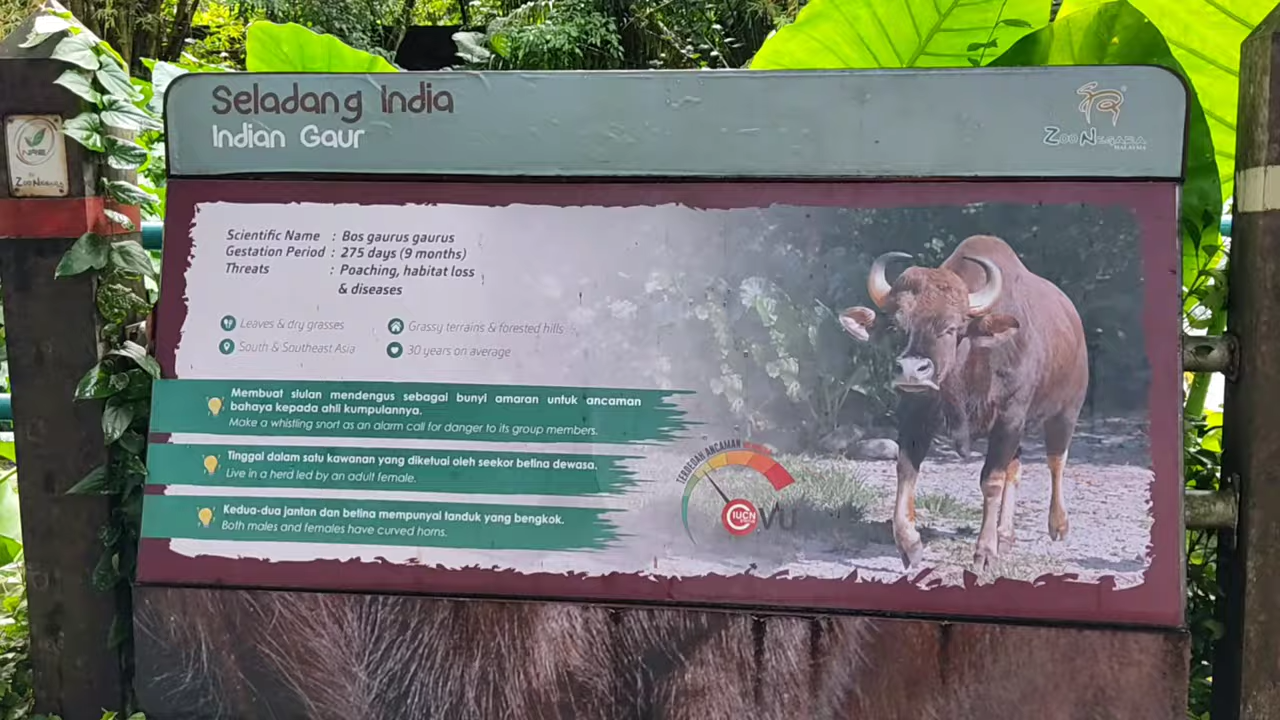 Seladang India
Indian Gaur
Zoo Negara
MALAYSIA
Zoo Negara
Scientific Name : Bos gaurus gaurus
Gestation Period : 275 days (9 months)
Threats : Poaching, habitat loss
& diseases
Leaves & dry grasses
Grassy terrains & forested hills
South & Southeast Asia
30 years on average
Membuat siulan mendengus sebagai bunyi amaran untuk ancaman
bahaya kepada ahli kumpulannya.
Make a whistling snort as an alarm call for danger to its group members.
Tinggal dalam satu kawanan yang diketuai oleh seekor betina dewasa.
Live in a herd led by an adult female.
Kedua-dua jantan dan betina mempunyai tanduk yang bengkok.
Both males and females have curved horns.
TERDEDAH ANCAMAN
IUCN
VU